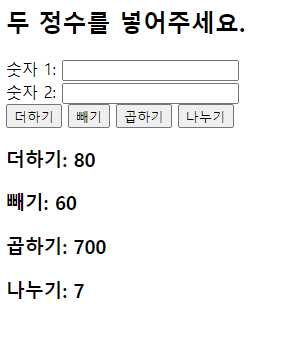 두 정수를 넣어주세요.
숫자 1:
숫자 2:
더하기 빼기 곱하기 나누기
더하기: 80
빼기: 60
곱하기: 700
나누기: 7